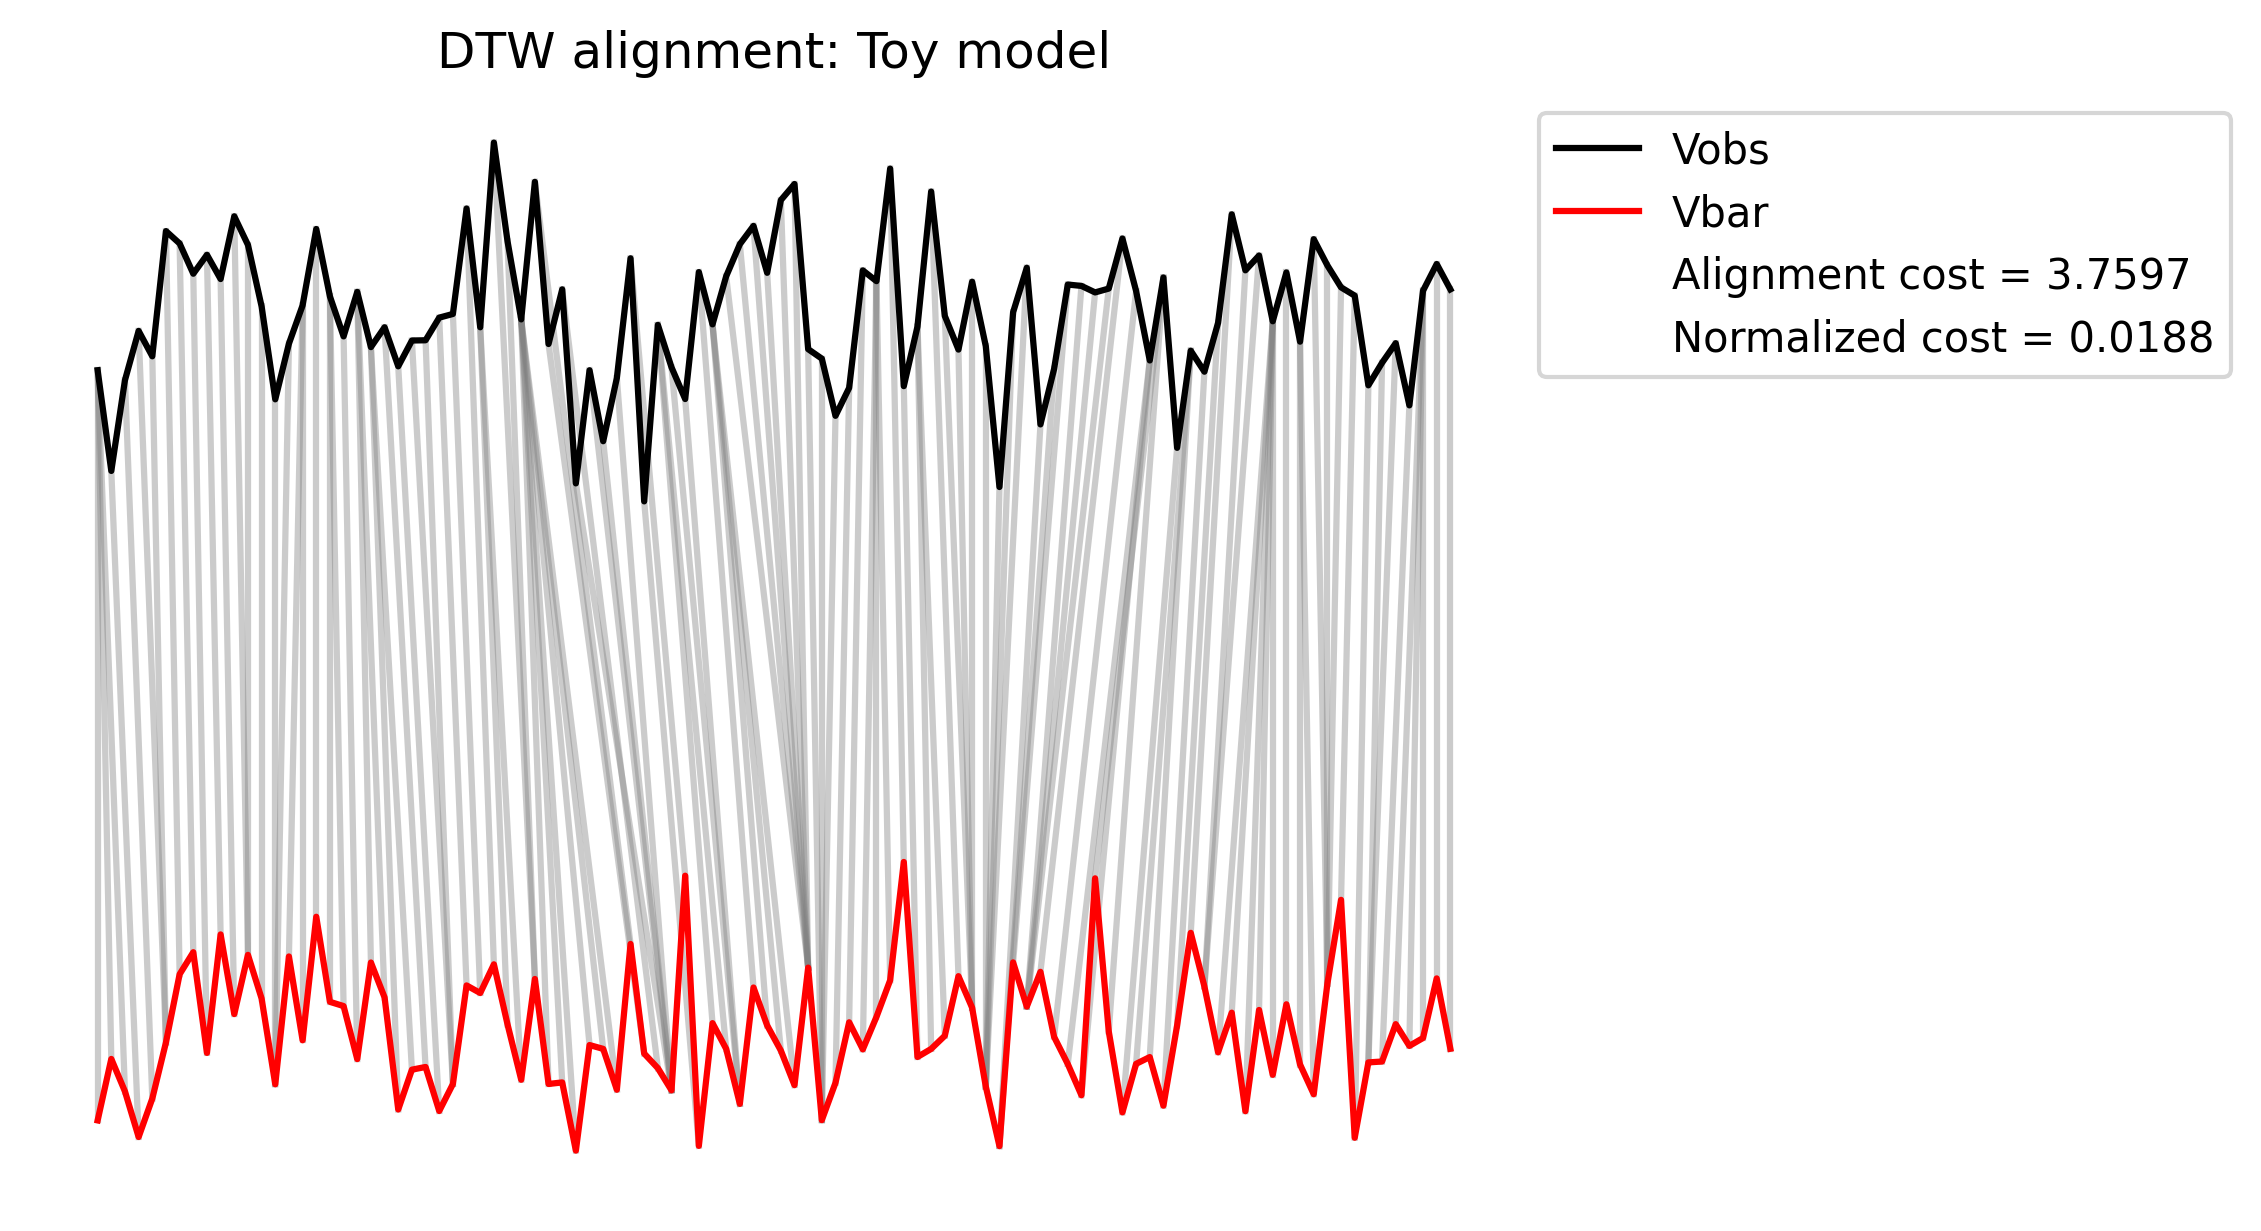 DTW alignment: Toy model
Vobs
Vbar
Alignment cost = 3.7597
Normalized cost = 0.0188